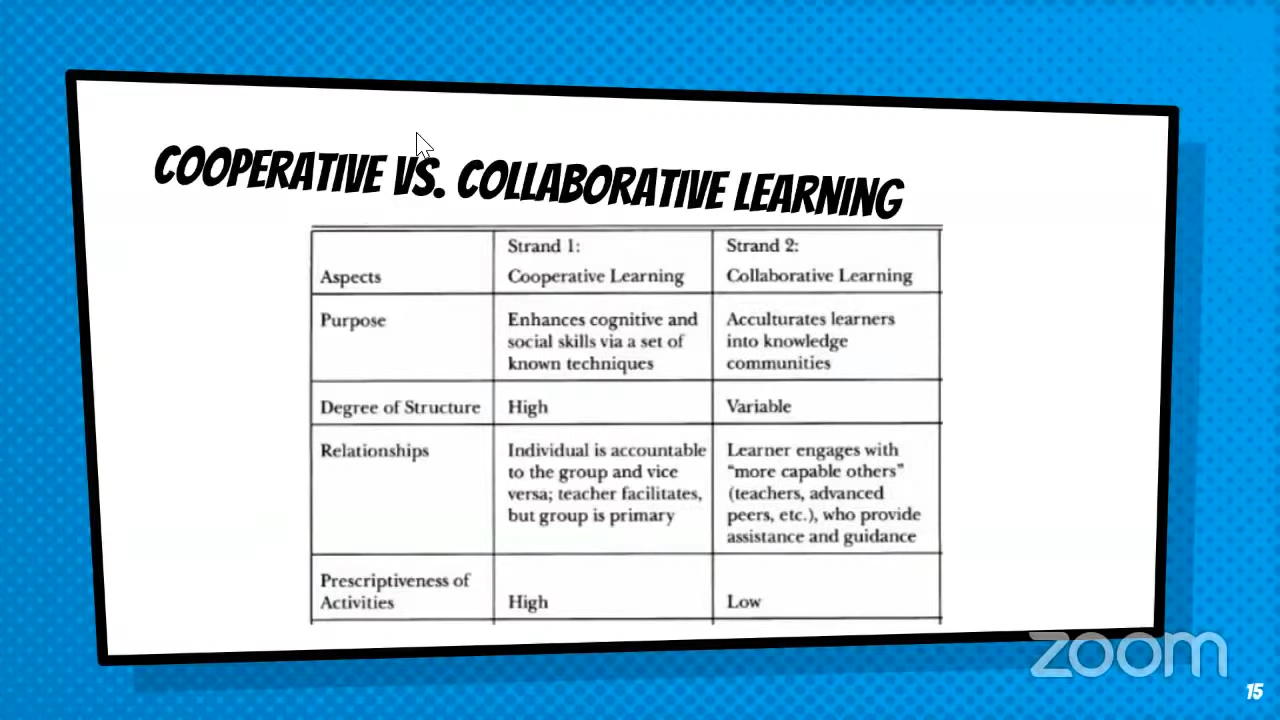 COOPERATIVE VS. COLLABORATIVE LEARNING
Strand 1:
Strand 2:
Aspects
Cooperative Learning
Collaborative Learning
Purpose
Enhances cognitive and
social skills via a set of
known techniques
Acculturates learners
into knowledge
communities
Degree of Structure
High
Variable
Relationships
Individual is accountable
to the group and vice
versa; teacher facilitates,
but group is primary
Learner engages with
“more capable others”
(teachers, advanced
peers, etc.), who provide
assistance and guidance
Prescriptiveness of
Activities
High
Low
zoom
15